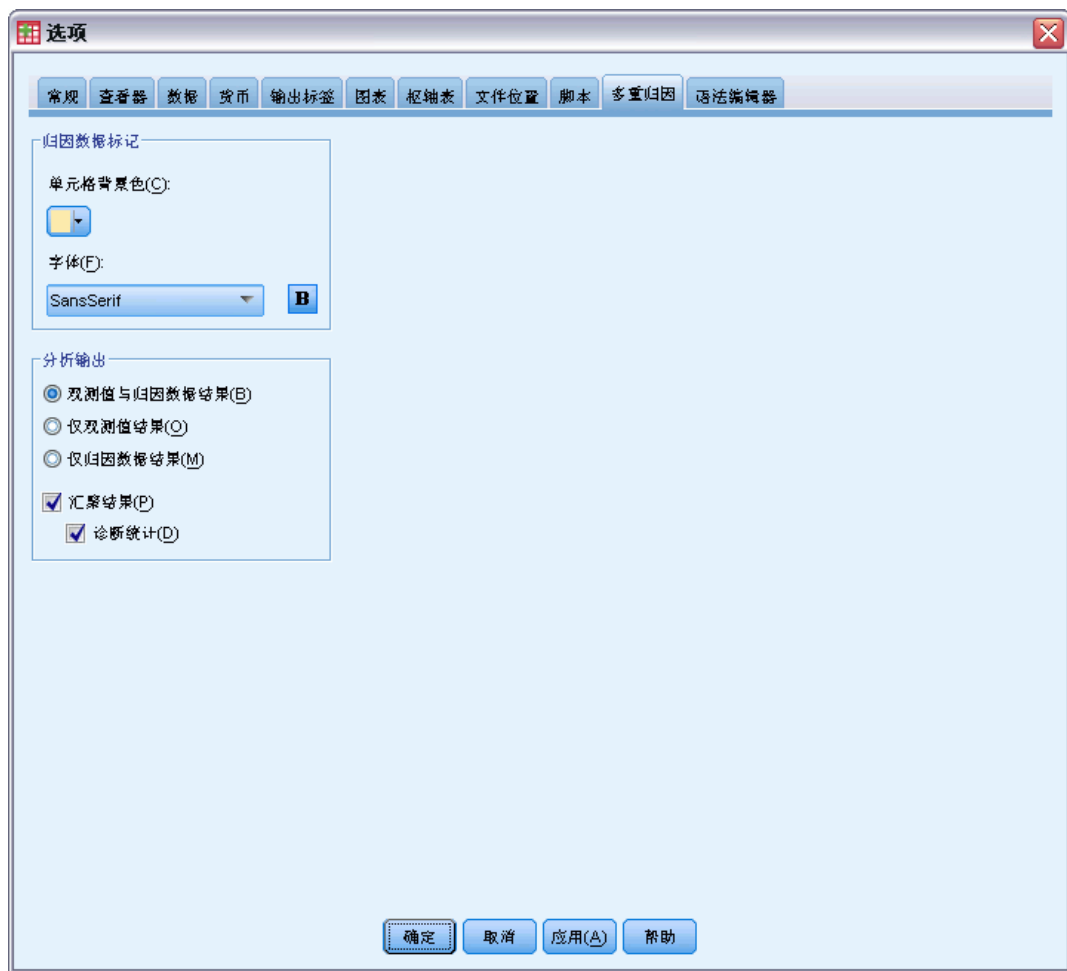 选项
常规 查看器 数据 货币 输出标签 图表 枢轴表 文件位置 脚本 多重归因 语法编辑器
归因数据标记
单元格背景色(C):
字体(F):
SansSerif B
分析输出
观测值与归因数据结果(B)
仅观测值结果(O)
仅归因数据结果(M)
汇聚结果(P)
诊断统计(D)
确定 取消 应用(A) 帮助